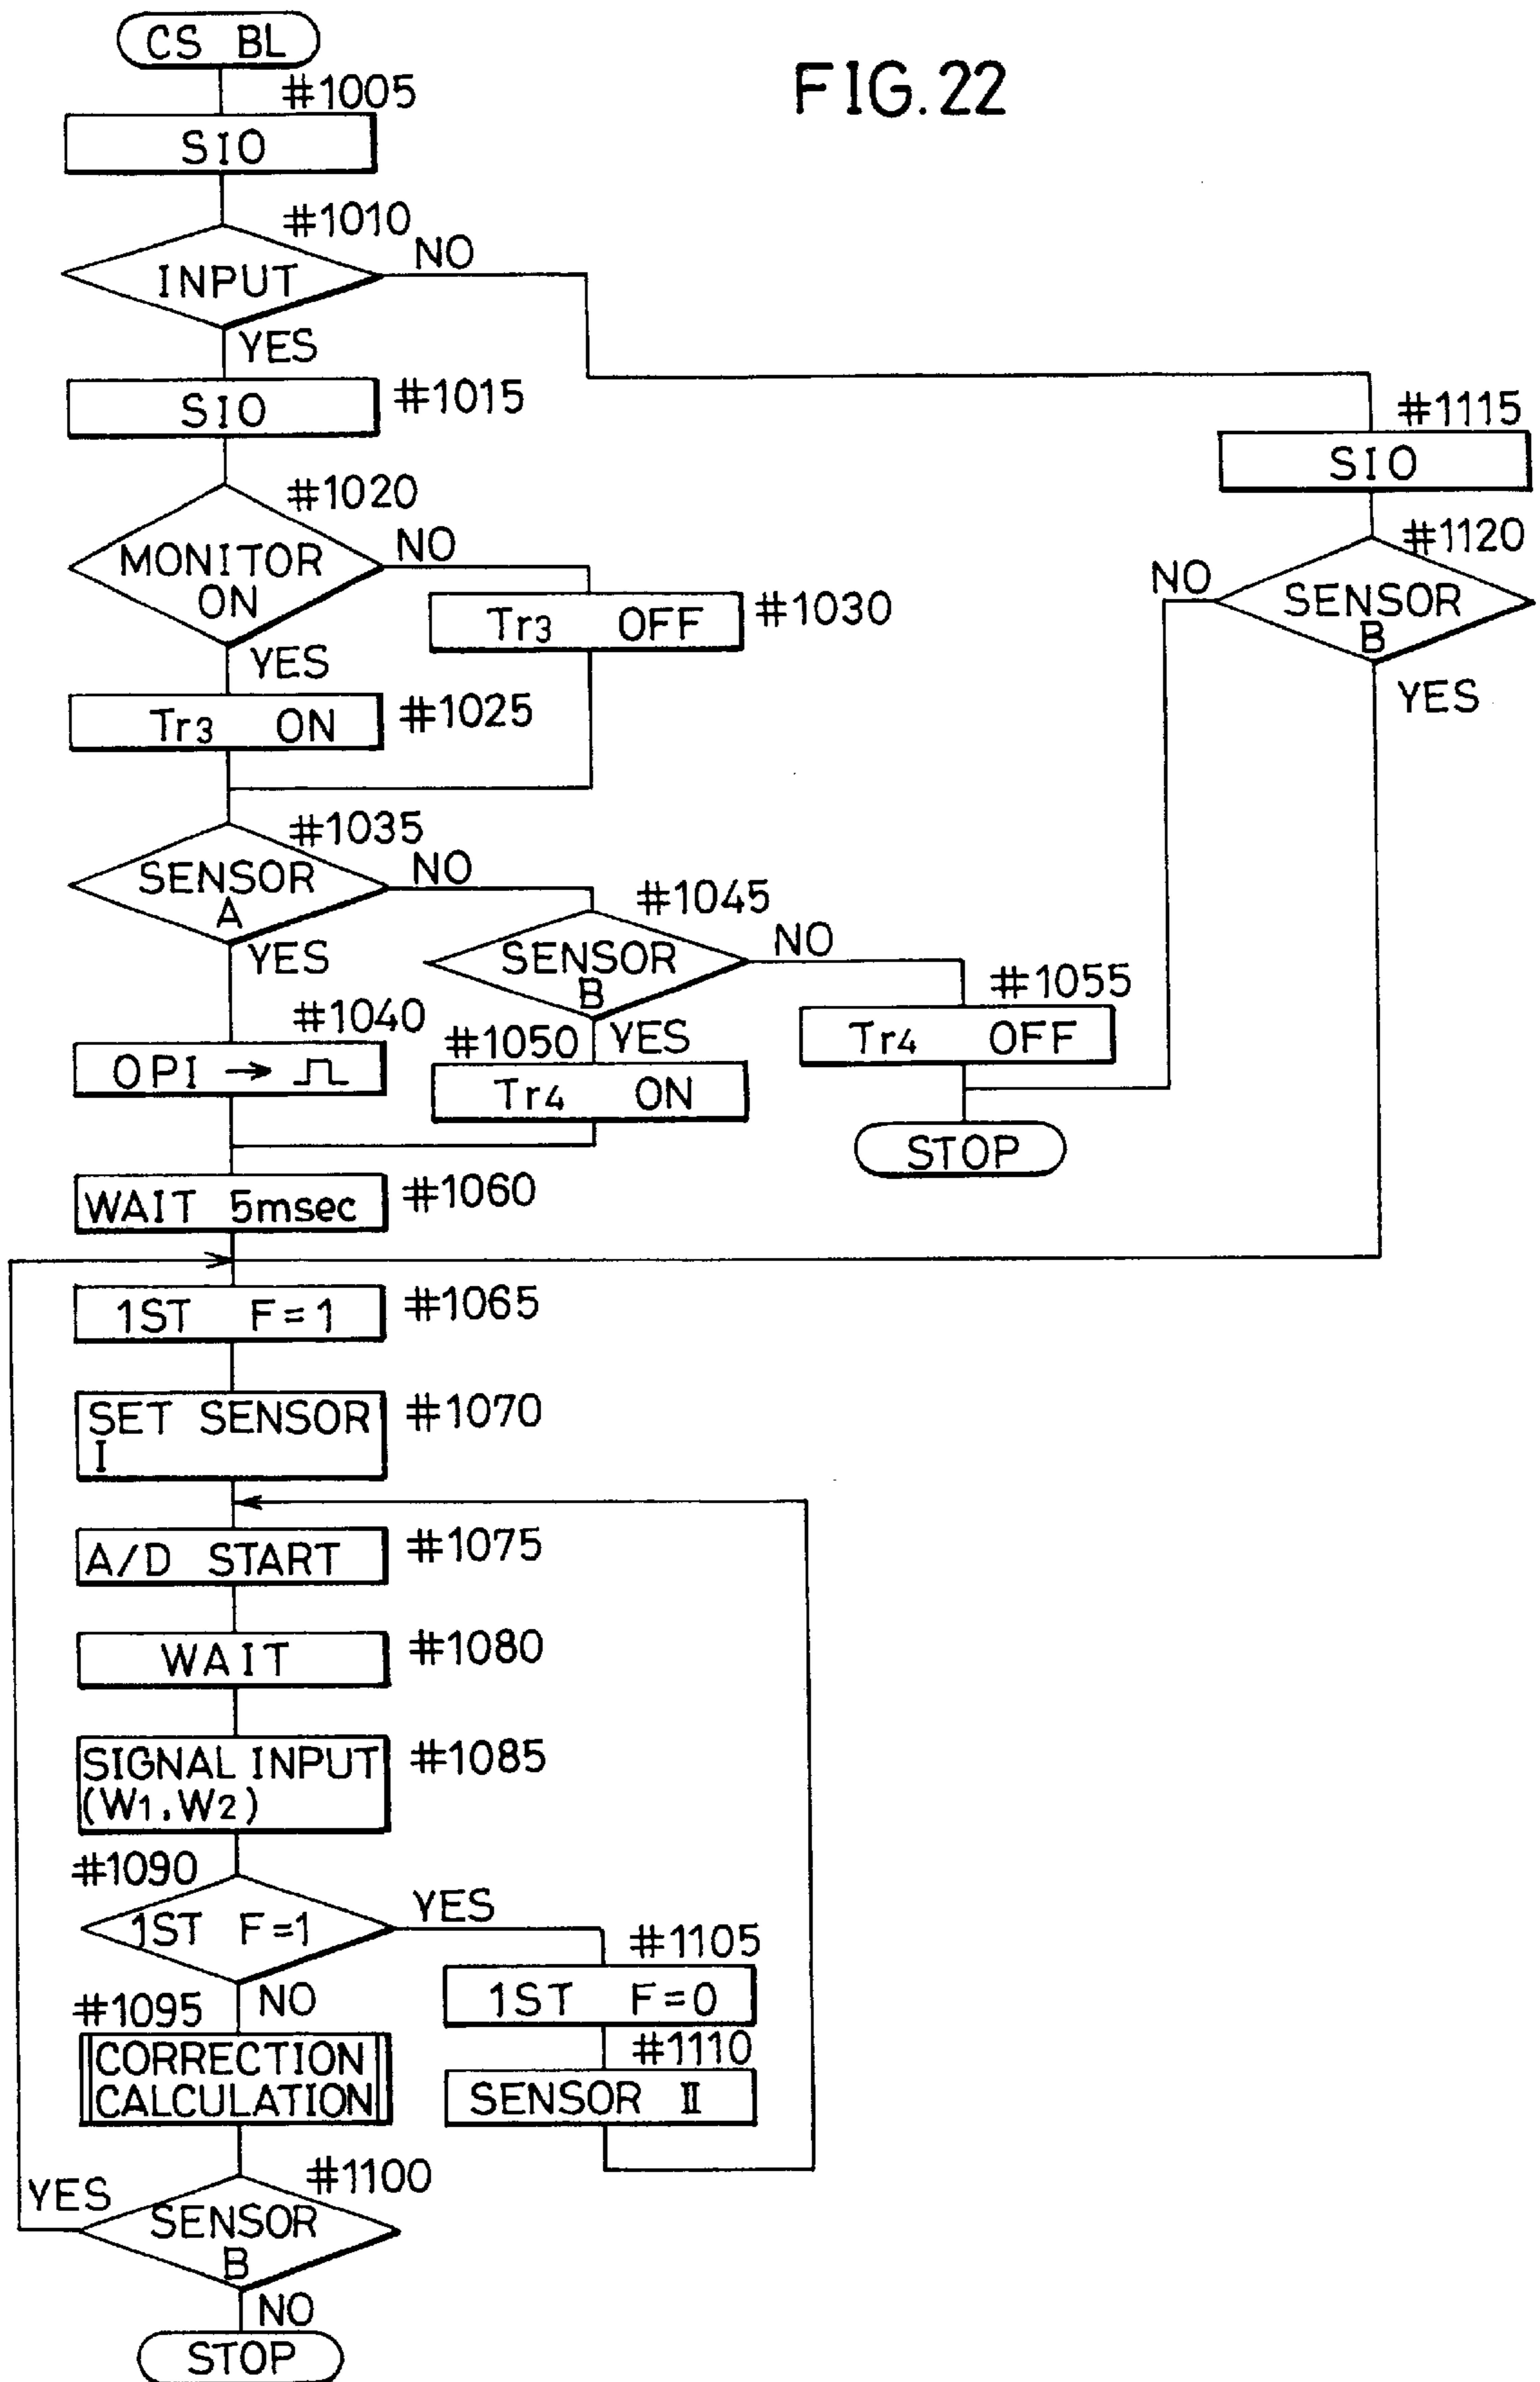 CS BL
FIG.22
#1005
SIO
#1010
INPUT
NO
YES
SIO
#1015
#1115
SIO
#1020
MONITOR
ON
NO
YES
Tr3 OFF
#1030
#1120
SENSOR
B
NO
YES
Tr3 ON
#1025
#1035
SENSOR
A
NO
YES
#1045
SENSOR
B
NO
YES
#1055
Tr4 OFF
STOP
#1040
OPI →
#1050
Tr4 ON
WAIT 5msec
#1060
1ST F=1
#1065
SET SENSOR
I
#1070
A/D START
#1075
WAIT
#1080
SIGNAL INPUT
(W1,W2)
#1085
#1090
1ST F=1
YES
NO
#1105
1ST F=0
#1110
SENSOR II
#1095
CORRECTION
CALCULATION
#1100
YES
SENSOR
B
NO
STOP